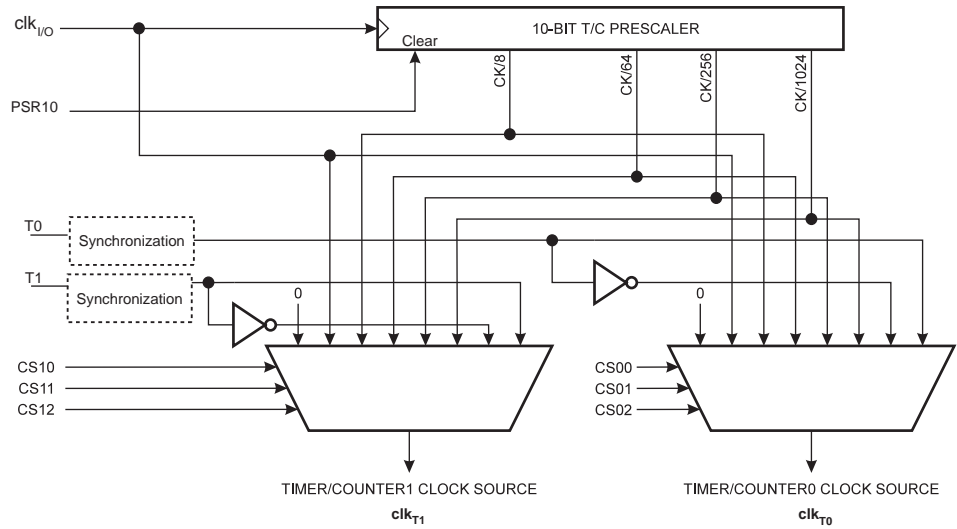 clkI/O
10-BIT T/C PRESCALER
Clear
CK/8
CK/64
CK/256
CK/1024
PSR10
T0
Synchronization
T1
Synchronization
0
0
CS10
CS11
CS12
CS00
CS01
CS02
TIMER/COUNTER1 CLOCK SOURCE
clkT1
TIMER/COUNTER0 CLOCK SOURCE
clkT0